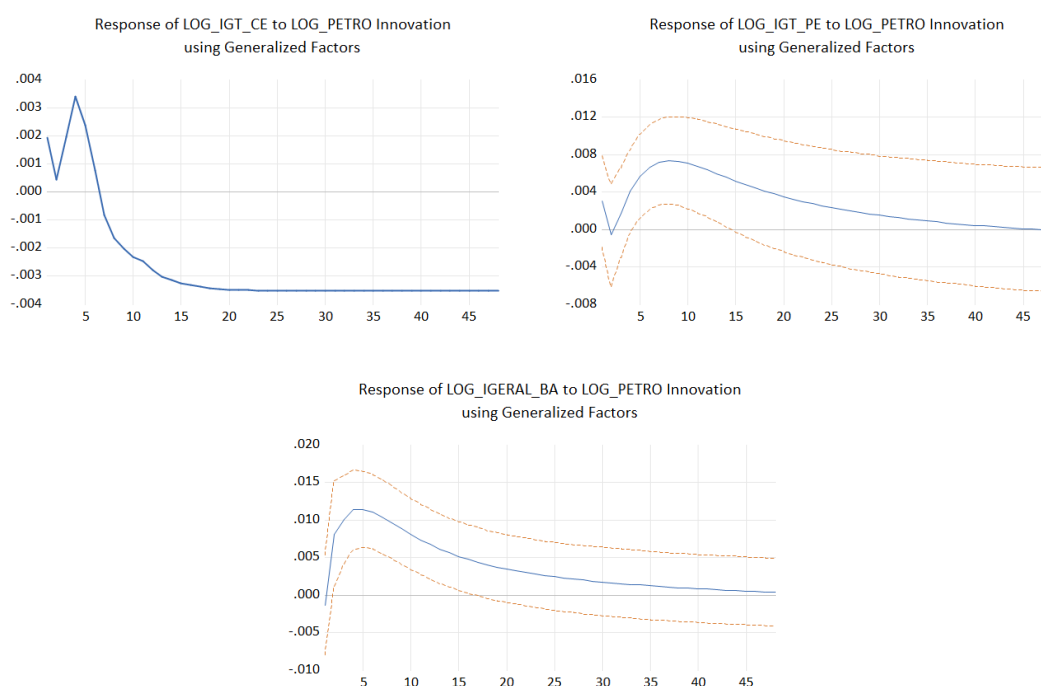 Response of LOG_IGT_CE to LOG_PETRO Innovation
using Generalized Factors
.004
.003
.002
.001
.000
-.001
-.002
-.003
-.004
5 10 15 20 25 30 35 40 45
Response of LOG_IGT_PE to LOG_PETRO Innovation
using Generalized Factors
.016
.012
.008
.004
.000
-.004
-.008
5 10 15 20 25 30 35 40 45
Response of LOG_IGERAL_BA to LOG_PETRO Innovation
using Generalized Factors
.020
.015
.010
.005
.000
-.005
-.010
5 10 15 20 25 30 35 40 45